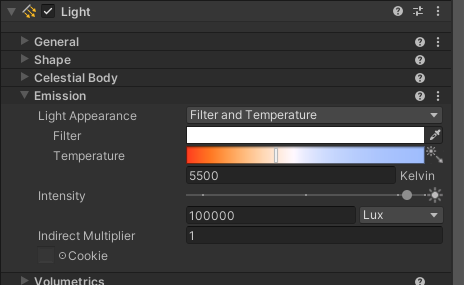 Light
General
Shape
Celestial Body
Emission
Light Appearance Filter and Temperature
Filter
Temperature
5500 Kelvin
Intensity
100000 Lux
Indirect Multiplier 1
Cookie
Volumetrics